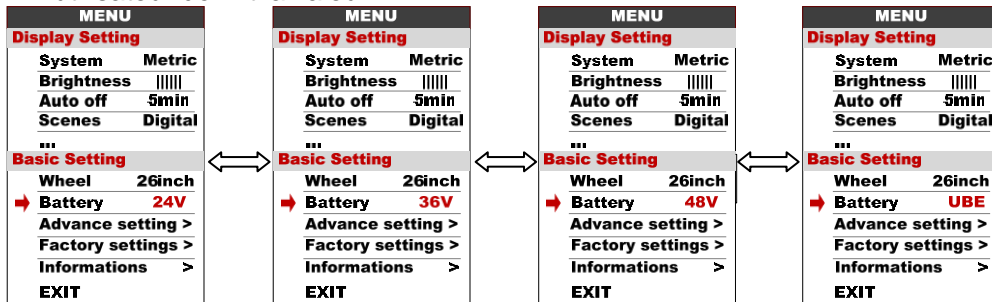 MENU
Display Setting
System Metric
Brightness ||||||
Auto off 5min
Scenes Digital
...
Basic Setting
Wheel 26inch
Battery 24V
Advance setting >
Factory settings >
Informations >
EXIT
MENU
Display Setting
System Metric
Brightness ||||||
Auto off 5min
Scenes Digital
...
Basic Setting
Wheel 26inch
Battery 36V
Advance setting >
Factory settings >
Informations >
EXIT
MENU
Display Setting
System Metric
Brightness ||||||
Auto off 5min
Scenes Digital
...
Basic Setting
Wheel 26inch
Battery 48V
Advance setting >
Factory settings >
Informations >
EXIT
MENU
Display Setting
System Metric
Brightness ||||||
Auto off 5min
Scenes Digital
...
Basic Setting
Wheel 26inch
Battery UBE
Advance setting >
Factory settings >
Informations >
EXIT